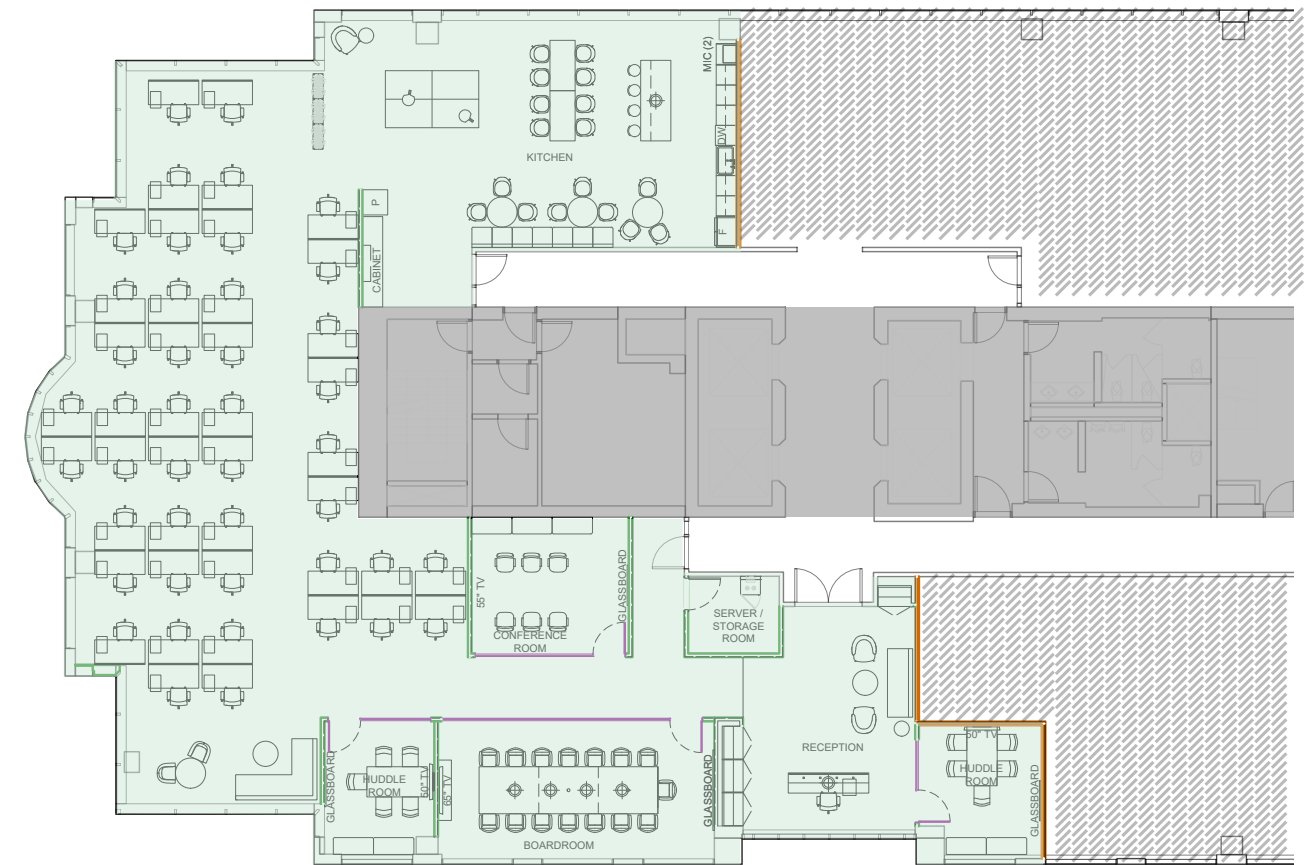 MIC (2)
DW
KITCHEN
P
F
CABINET
55" TV
GLASSBOARD
CONFERENCE
ROOM
SERVER /
STORAGE
ROOM
GLASSBOARD
HUDDLE
ROOM
50" TV
65" TV
BOARDROOM
GLASSBOARD
RECEPTION
50" TV
HUDDLE
ROOM
GLASSBOARD